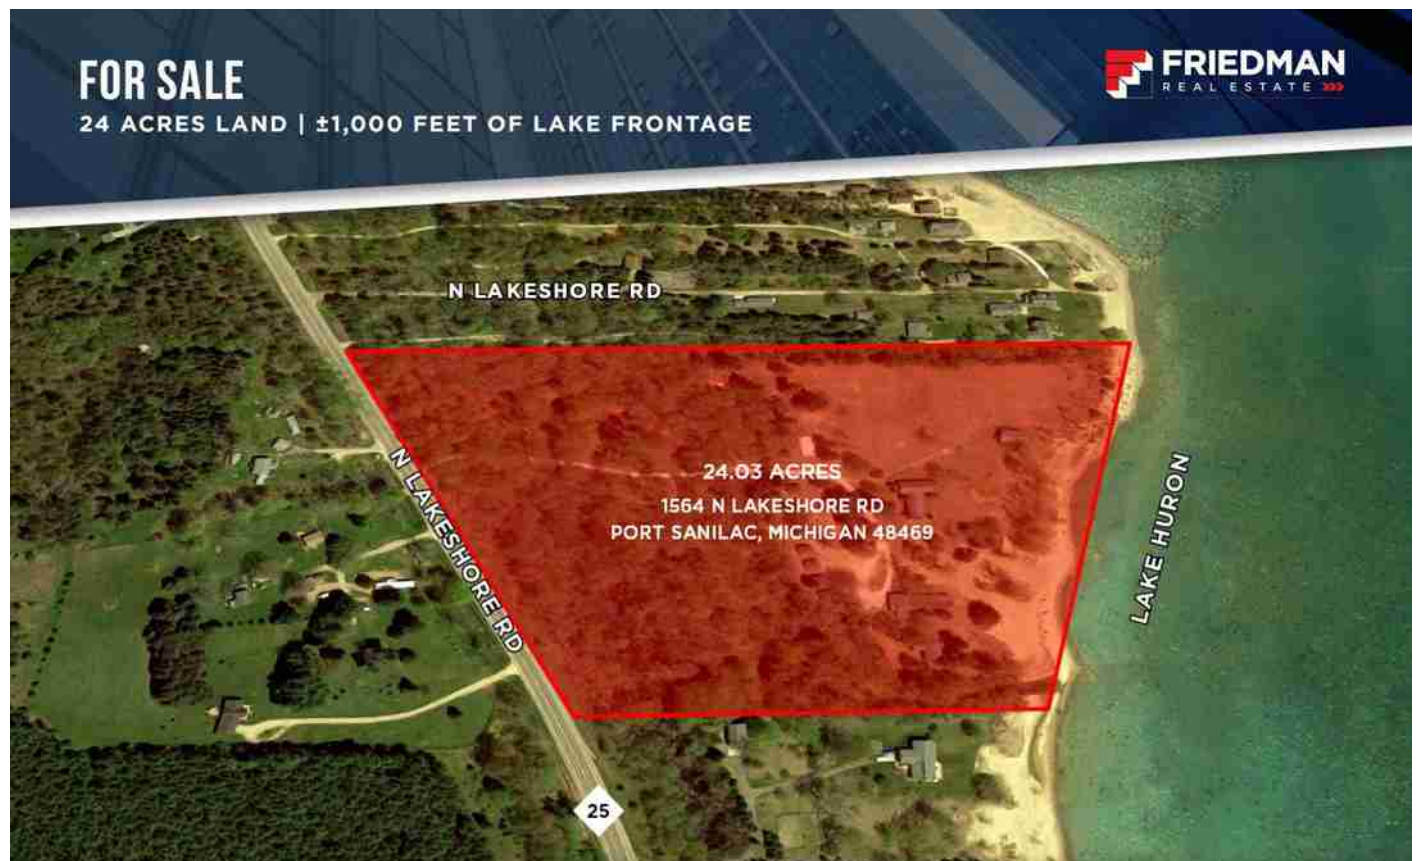 FOR SALE
24 ACRES LAND | ±1,000 FEET OF LAKE FRONTAGE
FRIEDMAN
REAL ESTATE
N LAKESHORE RD
24.03 ACRES
1564 N LAKESHORE RD
PORT SANILAC, MICHIGAN 48469
N LAKESHORE RD
LAKE HURON
25